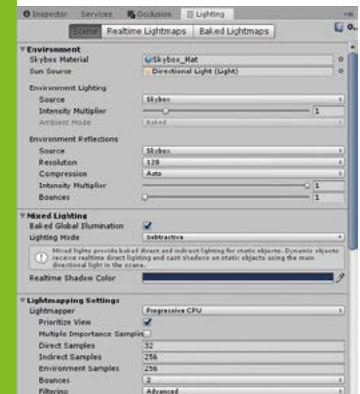 Inspector Services Occlusion Lighting
Scene Realtime Lightmaps Baked Lightmaps
Environment
Skybox Material Skybox_Mat
Sun Source Directional Light (Light)
Environment Lighting
Source Skybox
Intensity Multiplier 1
Ambient Mode Baked
Environment Reflections
Source Skybox
Resolution 128
Compression Auto
Intensity Multiplier 1
Bounces 1
Mixed Lighting
Baked Global Illumination
Lighting Mode Subtractive
Mixed lights provide baked direct and indirect lighting for static objects. Dynamic objects
receive realtime direct lighting and cast shadows on static objects using the main
directional light in the scene.
Realtime Shadow Color
Lightmapping Settings
Lightmapper Progressive CPU
Prioritize View
Multiple Importance Samplin
Direct Samples 32
Indirect Samples 256
Environment Samples 256
Bounces 2
Filtering Advanced